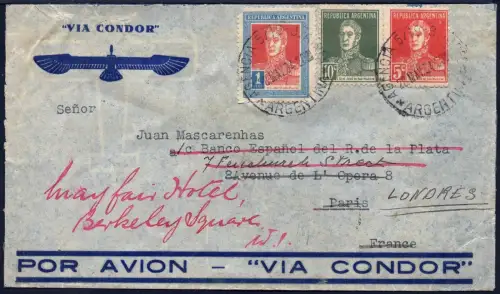 "VIA CONDOR"
REPUBLICA ARGENTINA
1
REPUBLICA ARGENTINA
10
REPUBLICA ARGENTINA
5
AGENCIA
ARGENTINA
ARGENTINA
Señor
Juan Mascarenhas
a/c Banco Español del R.de la Plata
7 Fenchurch Street
8 Avenue de L' Opera 8
LONDRES
Paris
France
Mayfair Hotel,
Berkeley Square
W.1.
POR AVION - "VIA CONDOR"